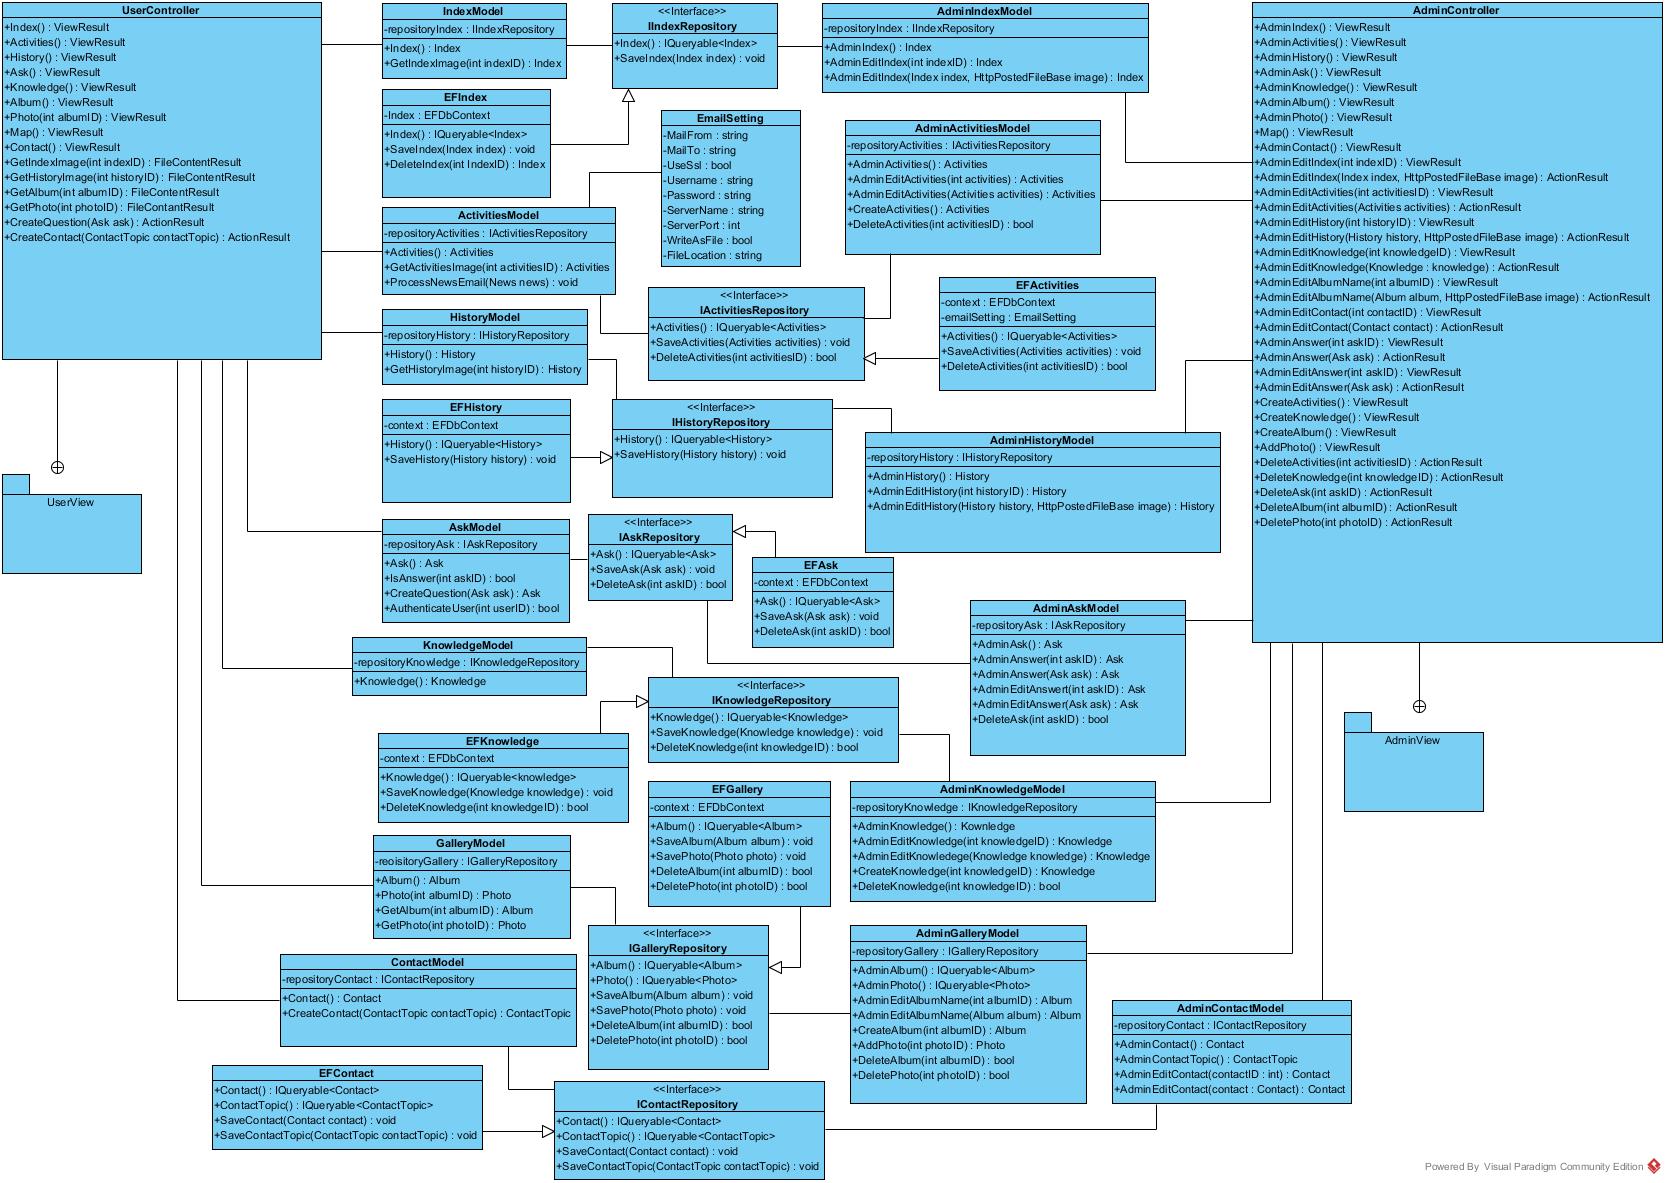 UserController
+Index() : ViewResult
+Activities() : ViewResult
+History() : ViewResult
+Ask() : ViewResult
+Knowledge() : ViewResult
+Album() : ViewResult
+Photo(int albumID) : ViewResult
+Map() : ViewResult
+Contact() : ViewResult
+GetIndexImage(int indexID) : FileContentResult
+GetHistoryImage(int historyID) : FileContentResult
+GetAlbum(int albumID) : FileContentResult
+GetPhoto(int photoID) : FileContantResult
+CreateQuestion(Ask ask) : ActionResult
+CreateContact(ContactTopic contactTopic) : ActionResult
UserView
IndexModel
-repositoryIndex : IIndexRepository
+Index() : Index
+GetIndexImage(int indexID) : Index
<<Interface>>
IIndexRepository
+Index() : IQueryable<Index>
+SaveIndex(Index index) : void
AdminIndexModel
-repositoryIndex : IIndexRepository
+AdminIndex() : Index
+AdminEditIndex(int indexID) : Index
+AdminEditIndex(Index index, HttpPostedFileBase image) : Index
EFIndex
-Index : EFDbContext
+Index() : IQueryable<Index>
+SaveIndex(Index index) : void
+DeleteIndex(int IndexID) : Index
EmailSetting
-MailFrom : string
-MailTo : string
-UseSsl : bool
-Username : string
-Password : string
-ServerName : string
-ServerPort : int
-WriteAsFile : bool
-FileLocation : string
AdminActivitiesModel
-repositoryActivities : IActivitiesRepository
+AdminActivities() : Activities
+AdminEditActivities(int activities) : Activities
+AdminEditActivities(Activities activities) : Activities
+CreateActivities() : Activities
+DeleteActivities(int activitiesID) : bool
ActivitiesModel
-repositoryActivities : IActivitiesRepository
+Activities() : Activities
+GetActivitiesImage(int activitiesID) : Activities
+ProcessNewsEmail(News news) : void
<<Interface>>
IActivitiesRepository
+Activities() : IQueryable<Activities>
+SaveActivities(Activities activities) : void
+DeleteActivities(int activitiesID) : bool
EFActivities
-context : EFDbContext
-emailSetting : EmailSetting
+Activities() : IQueryable<Activities>
+SaveActivities(Activities activities) : void
+DeleteActivities(int activitiesID) : bool
HistoryModel
-repositoryHistory : IHistoryRepository
+History() : History
+GetHistoryImage(int historyID) : History
EFHistory
-context : EFDbContext
+History() : IQueryable<History>
+SaveHistory(History history) : void
<<Interface>>
IHistoryRepository
+History() : IQueryable<History>
+SaveHistory(History history) : void
AdminHistoryModel
-repositoryHistory : IHistoryRepository
+AdminHistory() : History
+AdminEditHistory(int historyID) : History
+AdminEditHistory(History history, HttpPostedFileBase image) : History
AskModel
-repositoryAsk : IAskRepository
+Ask() : Ask
+IsAnswer(int askID) : bool
+CreateQuestion(Ask ask) : Ask
+AuthenticateUser(int userID) : bool
<<Interface>>
IAskRepository
+Ask() : IQueryable<Ask>
+SaveAsk(Ask ask) : void
+DeleteAsk(int askID) : bool
EFAsk
-context : EFDbContext
+Ask() : IQueryable<Ask>
+SaveAsk(Ask ask) : void
+DeleteAsk(int askID) : bool
AdminAskModel
-repositoryAsk : IAskRepository
+AdminAsk() : Ask
+AdminAnswer(int askID) : Ask
+AdminAnswer(Ask ask) : Ask
+AdminEditAnswert(int askID) : Ask
+AdminEditAnswer(Ask ask) : Ask
+DeleteAsk(int askID) : bool
KnowledgeModel
-repositoryKnowledge : IKnowledgeRepository
+Knowledge() : Knowledge
<<Interface>>
IKnowledgeRepository
+Knowledge() : IQueryable<Knowledge>
+SaveKnowledge(Knowledge knowledge) : void
+DeleteKnowledge(int knowledgeID) : bool
EFKnowledge
-context : EFDbContext
+Knowledge() : IQueryable<knowledge>
+SaveKnowledge(Knowledge knowledge) : void
+DeleteKnowledge(int knowledgeID) : bool
EFGallery
-context : EFDbContext
+Album() : IQueryable<Album>
+SaveAlbum(Album album) : void
+SavePhoto(Photo photo) : void
+DeleteAlbum(int albumID) : bool
+DeletePhoto(int photoID) : bool
AdminKnowledgeModel
-repositoryKnowledge : IKnowledgeRepository
+AdminKnowledge() : Kownledge
+AdminEditKnowledge(int knowledgeID) : Knowledge
+AdminEditKnowledege(Knowledge knowledge) : Knowledge
+CreateKnowledge(int knowledgeID) : Knowledge
+DeleteKnowledge(int knowledgeID) : bool
GalleryModel
-reoisitoryGallery : IGalleryRepository
+Album() : Album
+Photo(int albumID) : Photo
+GetAlbum(int albumID) : Album
+GetPhoto(int photoID) : Photo
<<Interface>>
IGalleryRepository
+Album() : IQueryable<Album>
+Photo() : IQueryable<Photo>
+SaveAlbum(Album album) : void
+SavePhoto(Photo photo) : void
+DeleteAlbum(int albumID) : bool
+DeletePhoto(int photoID) : bool
AdminGalleryModel
-repositoryGallery : IGalleryRepository
+AdminAlbum() : IQueryable<Album>
+AdminPhoto() : IQueryable<Photo>
+AdminEditAlbumName(int albumID) : Album
+AdminEditAlbumName(Album album) : Album
+CreateAlbum(int albumID) : Album
+AddPhoto(int photoID) : Photo
+DeleteAlbum(int albumID) : bool
+DeletePhoto(int photoID) : bool
ContactModel
-repositoryContact : IContactRepository
+Contact() : Contact
+CreateContact(ContactTopic contactTopic) : ContactTopic
EFContact
+Contact() : IQueryable<Contact>
+ContactTopic() : IQueryable<ContactTopic>
+SaveContact(Contact contact) : void
+SaveContactTopic(ContactTopic contactTopic) : void
<<Interface>>
IContactRepository
+Contact() : IQueryable<Contact>
+ContactTopic() : IQueryable<ContactTopic>
+SaveContact(Contact contact) : void
+SaveContactTopic(ContactTopic contactTopic) : void
AdminContactModel
-repositoryContact : IContactRepository
+AdminContact() : Contact
+AdminContactTopic() : ContactTopic
+AdminEditContact(contactID : int) : Contact
+AdminEditContact(contact : Contact) : Contact
AdminController
+AdminIndex() : ViewResult
+AdminActivities() : ViewResult
+AdminHistory() : ViewResult
+AdminAsk() : ViewResult
+AdminKnowledge() : ViewResult
+AdminAlbum() : ViewResult
+AdminPhoto() : ViewResult
+Map() : ViewResult
+AdminContact() : ViewResult
+AdminEditIndex(int indexID) : ViewResult
+AdminEditIndex(Index index, HttpPostedFileBase image) : ActionResult
+AdminEditActivities(int activitiesID) : ViewResult
+AdminEditActivities(Activities activities) : ActionResult
+AdminEditHistory(int historyID) : ViewResult
+AdminEditHistory(History history, HttpPostedFileBase image) : ActionResult
+AdminEditKnowledge(int knowledgeID) : ViewResult
+AdminEditKnowledge(Knowledge : knowledge) : ActionResult
+AdminEditAlbumName(int albumID) : ViewResult
+AdminEditAlbumName(Album album, HttpPostedFileBase image) : ActionResult
+AdminEditContact(int contactID) : ViewResult
+AdminEditContact(Contact contact) : ActionResult
+AdminAnswer(int askID) : ViewResult
+AdminAnswer(Ask ask) : ActionResult
+AdminEditAnswer(int askID) : ViewResult
+AdminEditAnswer(Ask ask) : ActionResult
+CreateActivities() : ViewResult
+CreateKnowledge() : ViewResult
+CreateAlbum() : ViewResult
+AddPhoto() : ViewResult
+DeleteActivities(int activitiesID) : ActionResult
+DeleteKnowledge(int knowledgeID) : ActionResult
+DeleteAsk(int askID) : ActionResult
+DeleteAlbum(int albumID) : ActionResult
+DeletePhoto(int photoID) : ActionResult
AdminView
Powered By Visual Paradigm Community Edition